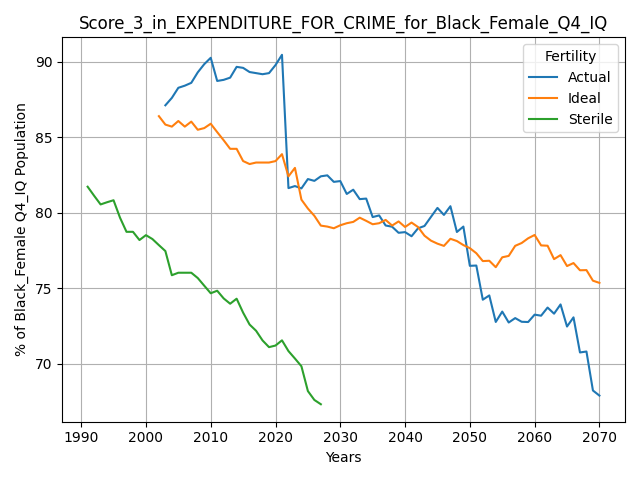 Score_3_in_EXPENDITURE_FOR_CRIME_for_Black_Female_Q4_IQ
Fertility
Actual
Ideal
Sterile
% of Black_Female Q4_IQ Population
90
85
80
75
70
1990 2000 2010 2020 2030 2040 2050 2060 2070
Years